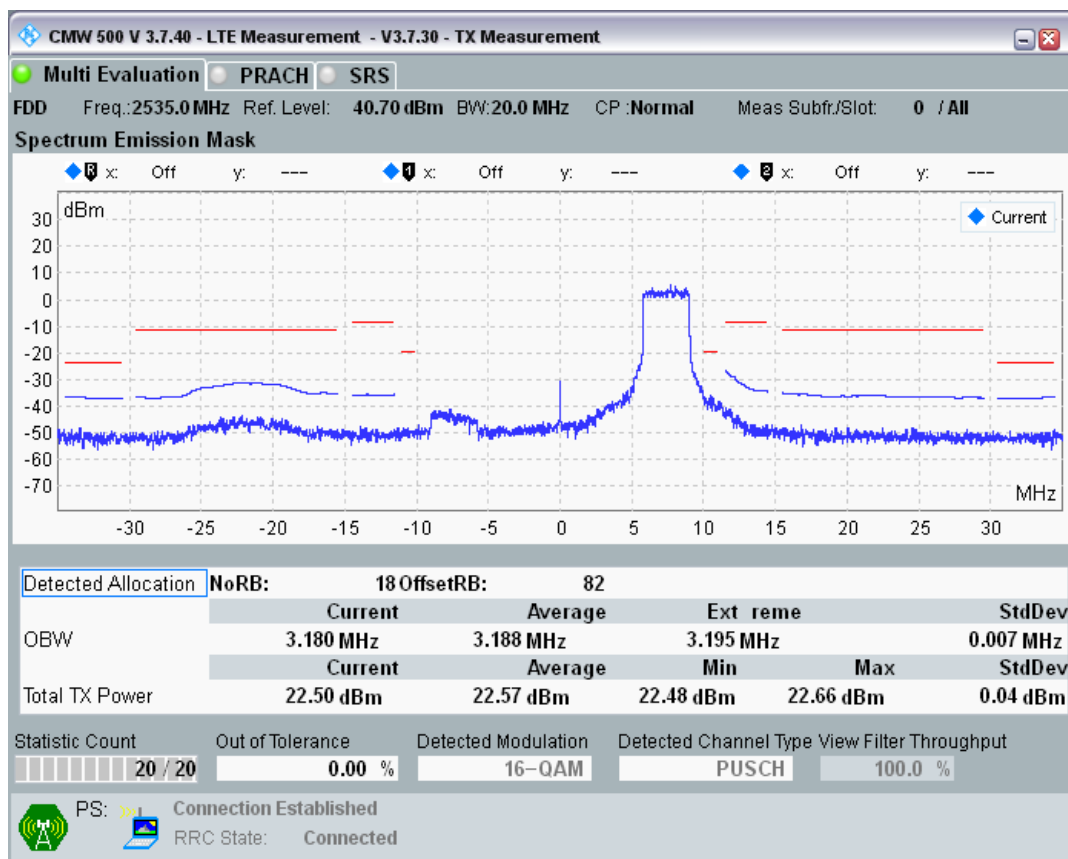 CMW 500 V 3.7.40 - LTE Measurement - V3.7.30 - TX Measurement
Multi Evaluation PRACH SRS
FDD Freq.:2535.0 MHz Ref. Level: 40.70 dBm BW:20.0 MHz CP :Normal Meas Subfr./Slot: 0 / All
Spectrum Emission Mask
R x: Off y: --- 1 x: Off y: --- 2 x: Off y: ---
dBm
Current
30
20
10
0
-10
-20
-30
-40
-50
-60
-70
MHz
-30 -25 -20 -15 -10 -5 0 5 10 15 20 25 30
Detected Allocation NoRB: 18 OffsetRB: 82
Current Average Ext reme StdDev
OBW 3.180 MHz 3.188 MHz 3.195 MHz 0.007 MHz
Current Average Min Max StdDev
Total TX Power 22.50 dBm 22.57 dBm 22.48 dBm 22.66 dBm 0.04 dBm
Statistic Count Out of Tolerance Detected Modulation Detected Channel Type View Filter Throughput
20 / 20 0.00 % 16-QAM PUSCH 100.0 %
PS: Connection Established
RRC State: Connected